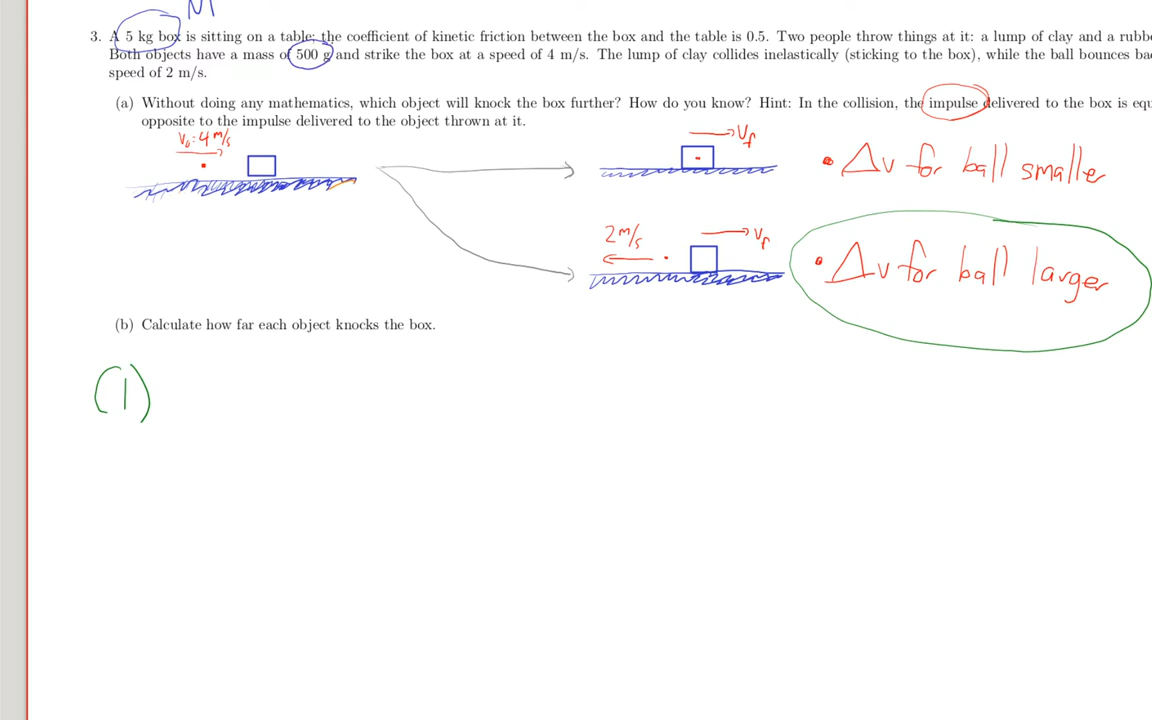 M
3. A 5 kg box is sitting on a table; the coefficient of kinetic friction between the box and the table is 0.5. Two people throw things at it: a lump of clay and a
Both objects have a mass of 500 g and strike the box at a speed of 4 m/s. The lump of clay collides inelastically (sticking to the box), while the ball bounces
speed of 2 m/s.
(a) Without doing any mathematics, which object will knock the box further? How do you know? Hint: In the collision, the impulse delivered to the box is
opposite to the impulse delivered to the object thrown at it.
V₀: 4 m/s
Vf
• Δv for ball smaller
2 m/s
Vf
• Δv for ball larger
(b) Calculate how far each object knocks the box.
(1)